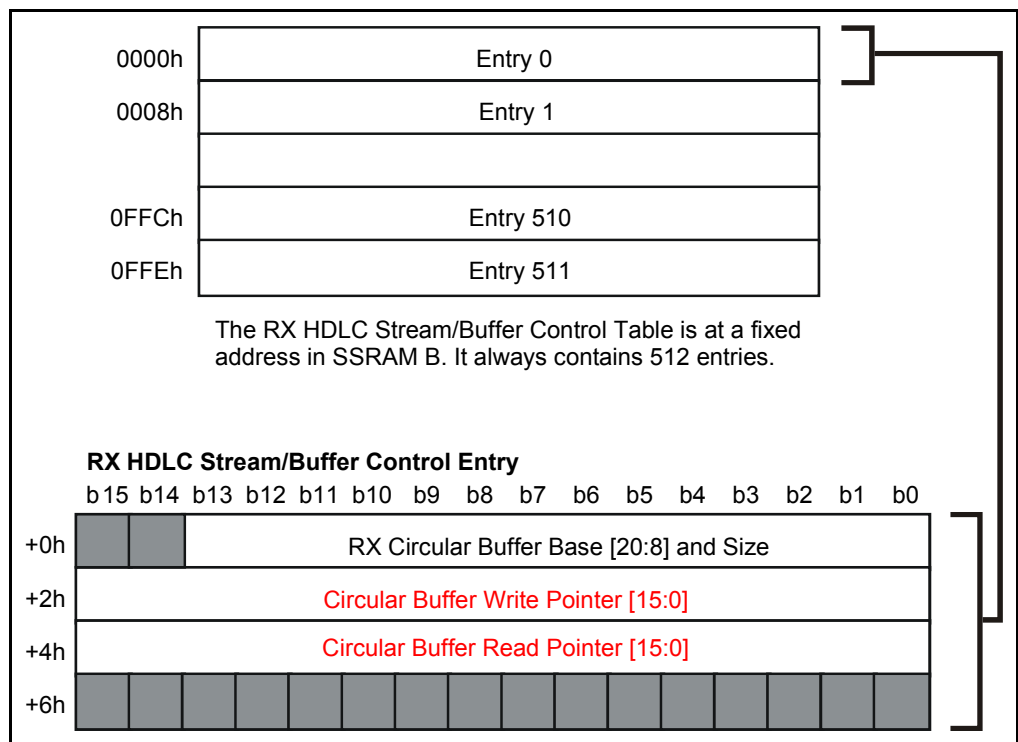 0000h Entry 0
0008h Entry 1
0FFCh Entry 510
0FFEh Entry 511
The RX HDLC Stream/Buffer Control Table is at a fixed
address in SSRAM B. It always contains 512 entries.
RX HDLC Stream/Buffer Control Entry
b15 b14 b13 b12 b11 b10 b9 b8 b7 b6 b5 b4 b3 b2 b1 b0
+0h RX Circular Buffer Base [20:8] and Size
+2h Circular Buffer Write Pointer [15:0]
+4h Circular Buffer Read Pointer [15:0]
+6h